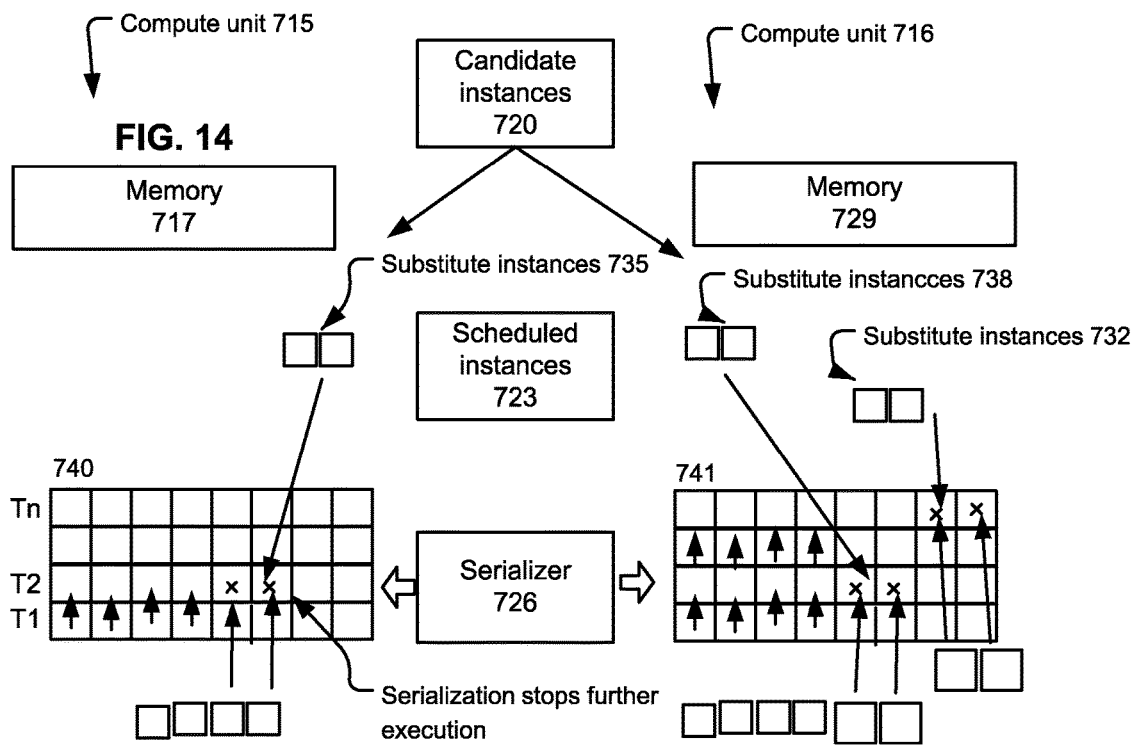 Compute unit 715
Compute unit 716
Candidate
instances
720
FIG. 14
Memory
717
Memory
729
Substitute instances 735
Substitute instancces 738
Scheduled
instances
723
Substitute instances 732
740
741
Tn
T2
T1
Serializer
726
Serialization stops further
execution